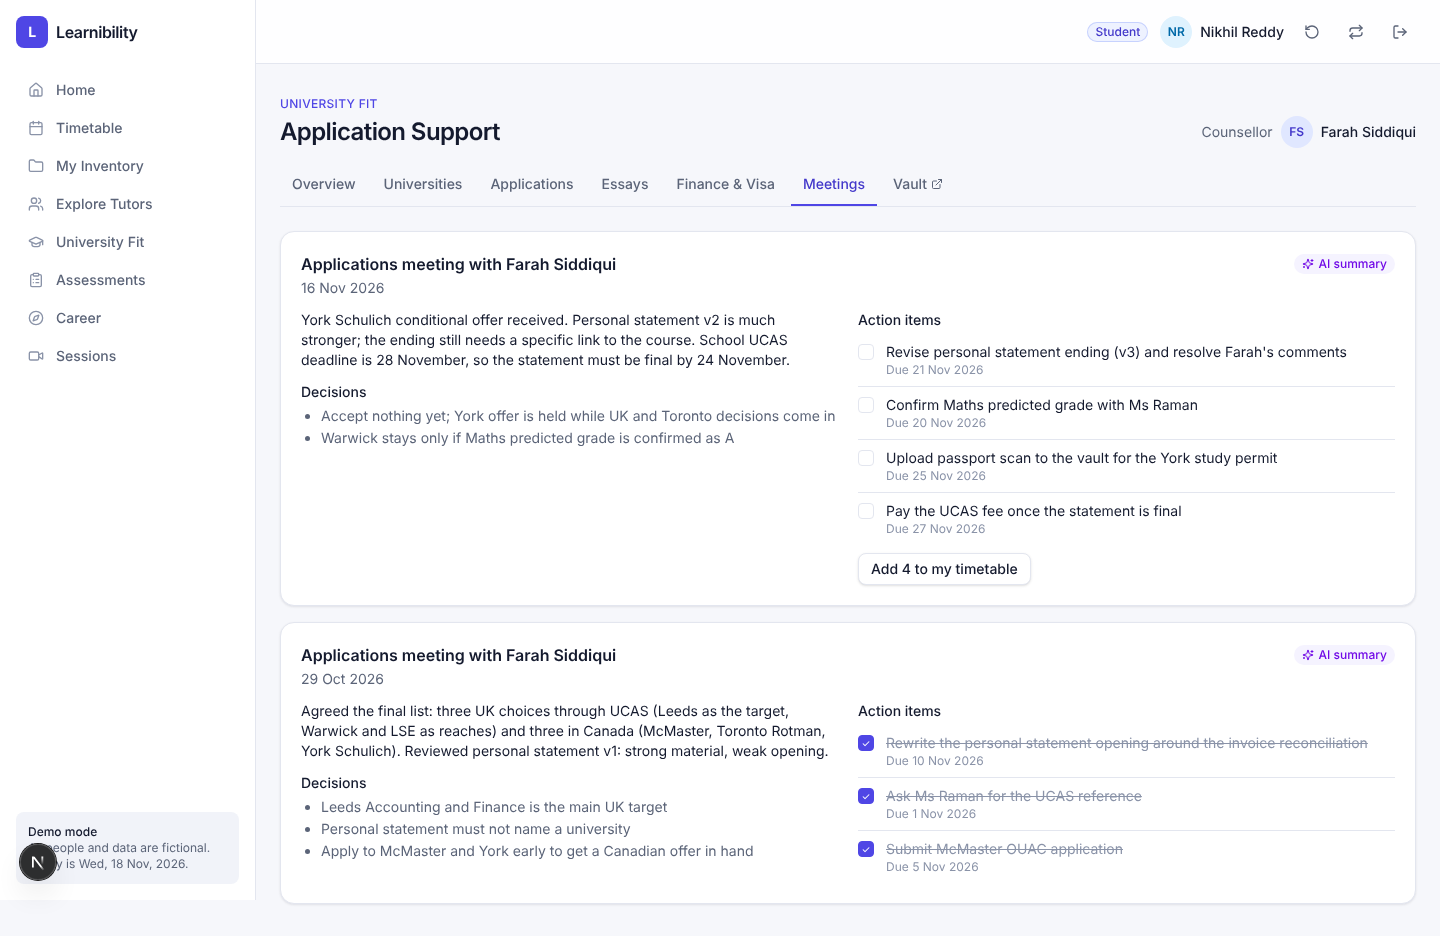 L Learnibility
Home
Timetable
My Inventory
Explore Tutors
University Fit
Assessments
Career
Sessions
Demo mode
people and data are fictional.
is Wed, 18 Nov, 2026.
N
Student NR Nikhil Reddy
UNIVERSITY FIT
Application Support
Counsellor FS Farah Siddiqui
Overview Universities Applications Essays Finance & Visa Meetings Vault
Applications meeting with Farah Siddiqui
AI summary
16 Nov 2026
York Schulich conditional offer received. Personal statement v2 is much
stronger; the ending still needs a specific link to the course. School UCAS
deadline is 28 November, so the statement must be final by 24 November.
Decisions
Accept nothing yet; York offer is held while UK and Toronto decisions come in
Warwick stays only if Maths predicted grade is confirmed as A
Action items
Revise personal statement ending (v3) and resolve Farah's comments
Due 21 Nov 2026
Confirm Maths predicted grade with Ms Raman
Due 20 Nov 2026
Upload passport scan to the vault for the York study permit
Due 25 Nov 2026
Pay the UCAS fee once the statement is final
Due 27 Nov 2026
Add 4 to my timetable
Applications meeting with Farah Siddiqui
AI summary
29 Oct 2026
Agreed the final list: three UK choices through UCAS (Leeds as the target,
Warwick and LSE as reaches) and three in Canada (McMaster, Toronto Rotman,
York Schulich). Reviewed personal statement v1: strong material, weak opening.
Decisions
Leeds Accounting and Finance is the main UK target
Personal statement must not name a university
Apply to McMaster and York early to get a Canadian offer in hand
Action items
Rewrite the personal statement opening around the invoice reconciliation
Due 10 Nov 2026
Ask Ms Raman for the UCAS reference
Due 1 Nov 2026
Submit McMaster OUAC application
Due 5 Nov 2026